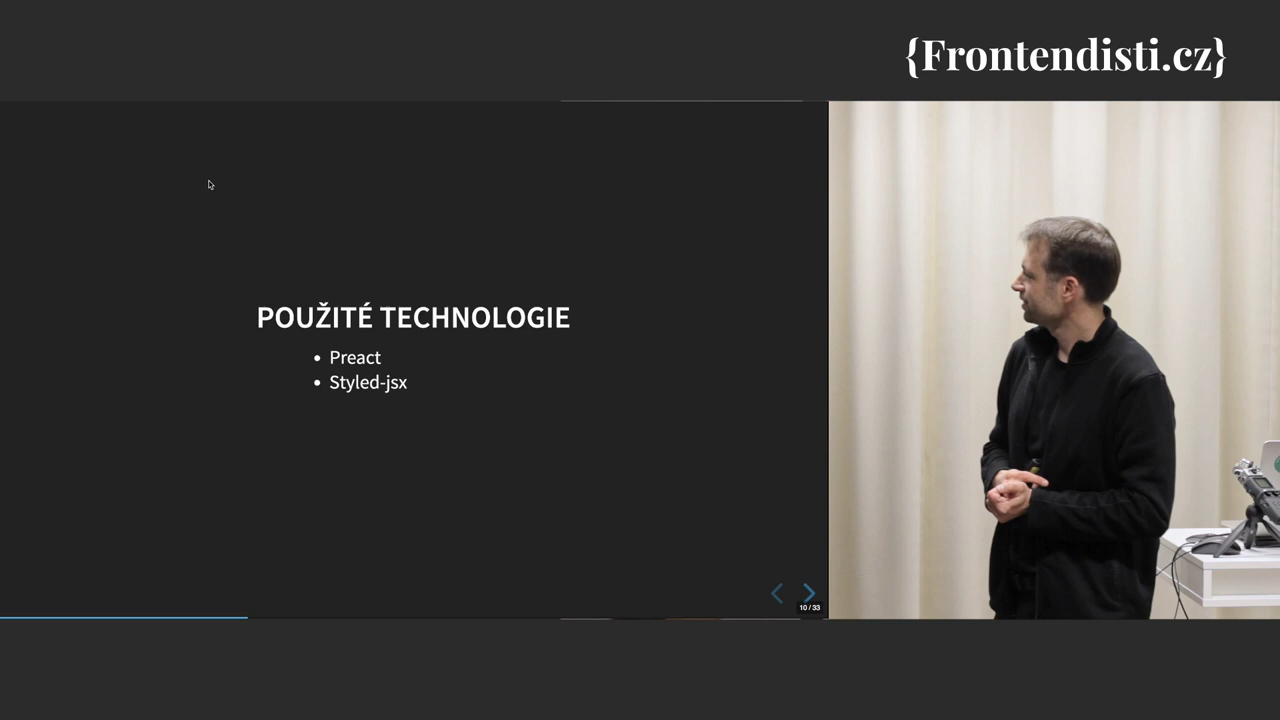 {Frontendisti.cz}
POUŽITÉ TECHNOLOGIE
• Preact
• Styled-jsx
10 / 33